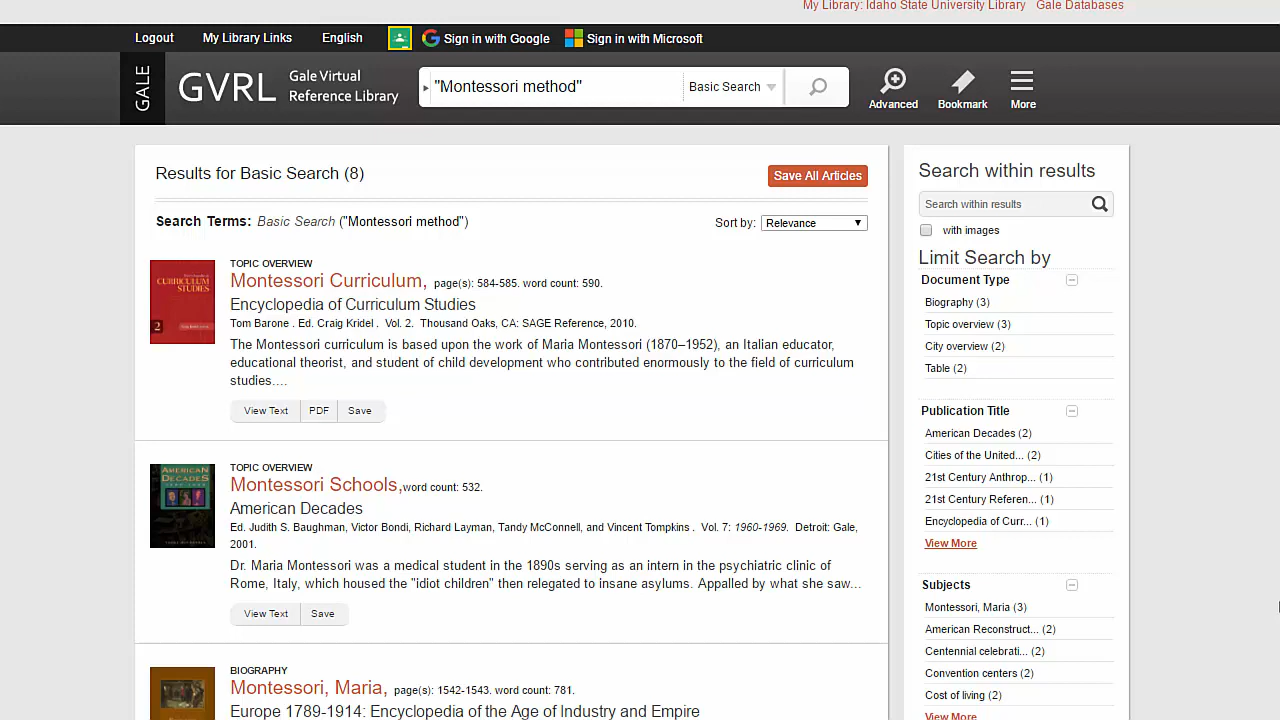 My Library: Idaho State University Library Gale Databases
Logout My Library Links English Sign in with Google Sign in with Microsoft
GALE GVRL Gale Virtual
Reference Library
"Montessori method" Basic Search
Advanced Bookmark More
Results for Basic Search (8)
Save All Articles
Search Terms: Basic Search ("Montessori method")
Sort by: Relevance
TOPIC OVERVIEW
Montessori Curriculum, page(s): 584-585. word count: 590.
Encyclopedia of Curriculum Studies
Tom Barone . Ed. Craig Kridel . Vol. 2. Thousand Oaks, CA: SAGE Reference, 2010.
The Montessori curriculum is based upon the work of Maria Montessori (1870–1952), an Italian educator,
educational theorist, and student of child development who contributed enormously to the field of curriculum
studies....
View Text PDF Save
CURRICULUM
STUDIES
2
TOPIC OVERVIEW
Montessori Schools, word count: 532.
American Decades
Ed. Judith S. Baughman, Victor Bondi, Richard Layman, Tandy McConnell, and Vincent Tompkins . Vol. 7: 1960-1969. Detroit: Gale,
2001.
Dr. Maria Montessori was a medical student in the 1890s serving as an intern in the psychiatric clinic of
Rome, Italy, which housed the "idiot children" then relegated to insane asylums. Appalled by what she saw...
View Text Save
AMERICAN
DECADES
BIOGRAPHY
Montessori, Maria, page(s): 1542-1543. word count: 781.
Europe 1789-1914: Encyclopedia of the Age of Industry and Empire
Search within results
Search within results
with images
Limit Search by
Document Type
Biography (3)
Topic overview (3)
City overview (2)
Table (2)
Publication Title
American Decades (2)
Cities of the United... (2)
21st Century Anthrop... (1)
21st Century Referen... (1)
Encyclopedia of Curr... (1)
View More
Subjects
Montessori, Maria (3)
American Reconstruct... (2)
Centennial celebrati... (2)
Convention centers (2)
Cost of living (2)
View More